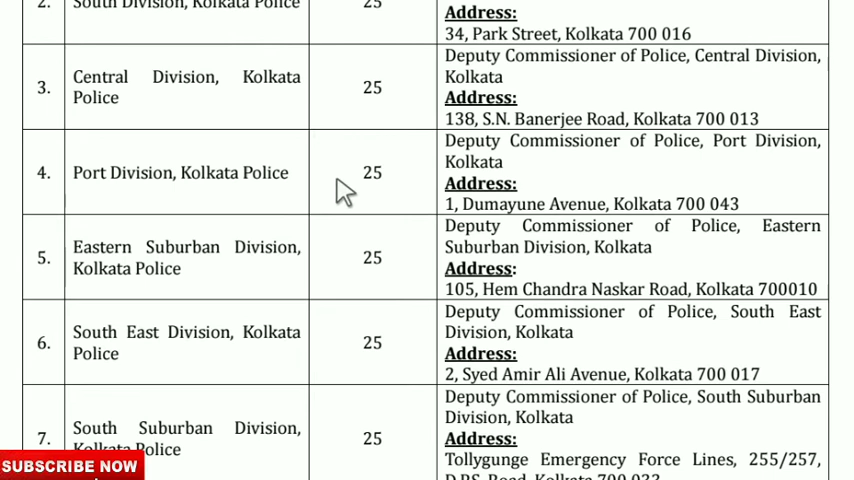 2.
South Division, Kolkata Police
25
Address:
34, Park Street, Kolkata 700 016
3.
Central Division, Kolkata
Police
25
Deputy Commissioner of Police, Central Division,
Kolkata
Address:
138, S.N. Banerjee Road, Kolkata 700 013
4.
Port Division, Kolkata Police
25
Deputy Commissioner of Police, Port Division,
Kolkata
Address:
1, Dumayune Avenue, Kolkata 700 043
5.
Eastern Suburban Division,
Kolkata Police
25
Deputy Commissioner of Police, Eastern
Suburban Division, Kolkata
Address:
105, Hem Chandra Naskar Road, Kolkata 700010
6.
South East Division, Kolkata
Police
25
Deputy Commissioner of Police, South East
Division, Kolkata
Address:
2, Syed Amir Ali Avenue, Kolkata 700 017
7.
South Suburban Division,
Kolkata Police
25
Deputy Commissioner of Police, South Suburban
Division, Kolkata
Address:
Tollygunge Emergency Force Lines, 255/257,
Road, Kolkata 700 033
SUBSCRIBE NOW